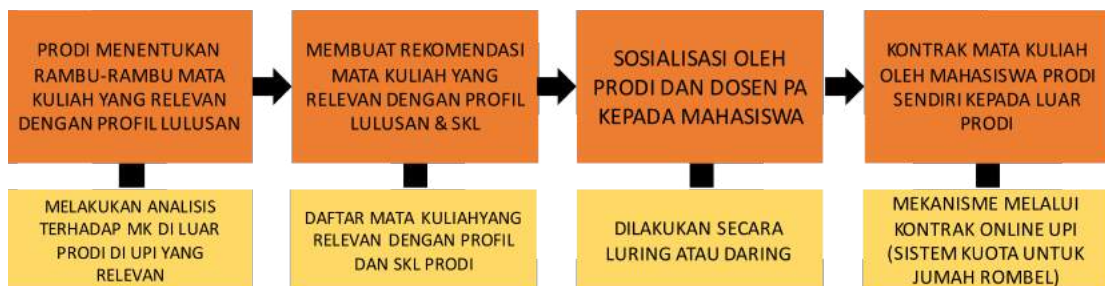 PRODI MENENTUKAN
RAMBU-RAMBU MATA
KULIAH YANG RELEVAN
DENGAN PROFIL LULUSAN
MEMBUAT REKOMENDASI
MATA KULIAH YANG
RELEVAN DENGAN PROFIL
LULUSAN & SKL
SOSIALISASI OLEH
PRODI DAN DOSEN PA
KEPADA MAHASISWA
KONTRAK MATA KULIAH
OLEH MAHASISWA PRODI
SENDIRI KEPADA LUAR
PRODI
MELAKUKAN ANALISIS
TERHADAP MK DI LUAR
PRODI DI UPI YANG
RELEVAN
DAFTAR MATA KULIAHYANG
RELEVAN DENGAN PROFIL
DAN SKL PRODI
DILAKUKAN SECARA
LURING ATAU DARING
MEKANISME MELALUI
KONTRAK ONLINE UPI
(SISTEM KUOTA UNTUK
JUMAH ROMBEL)